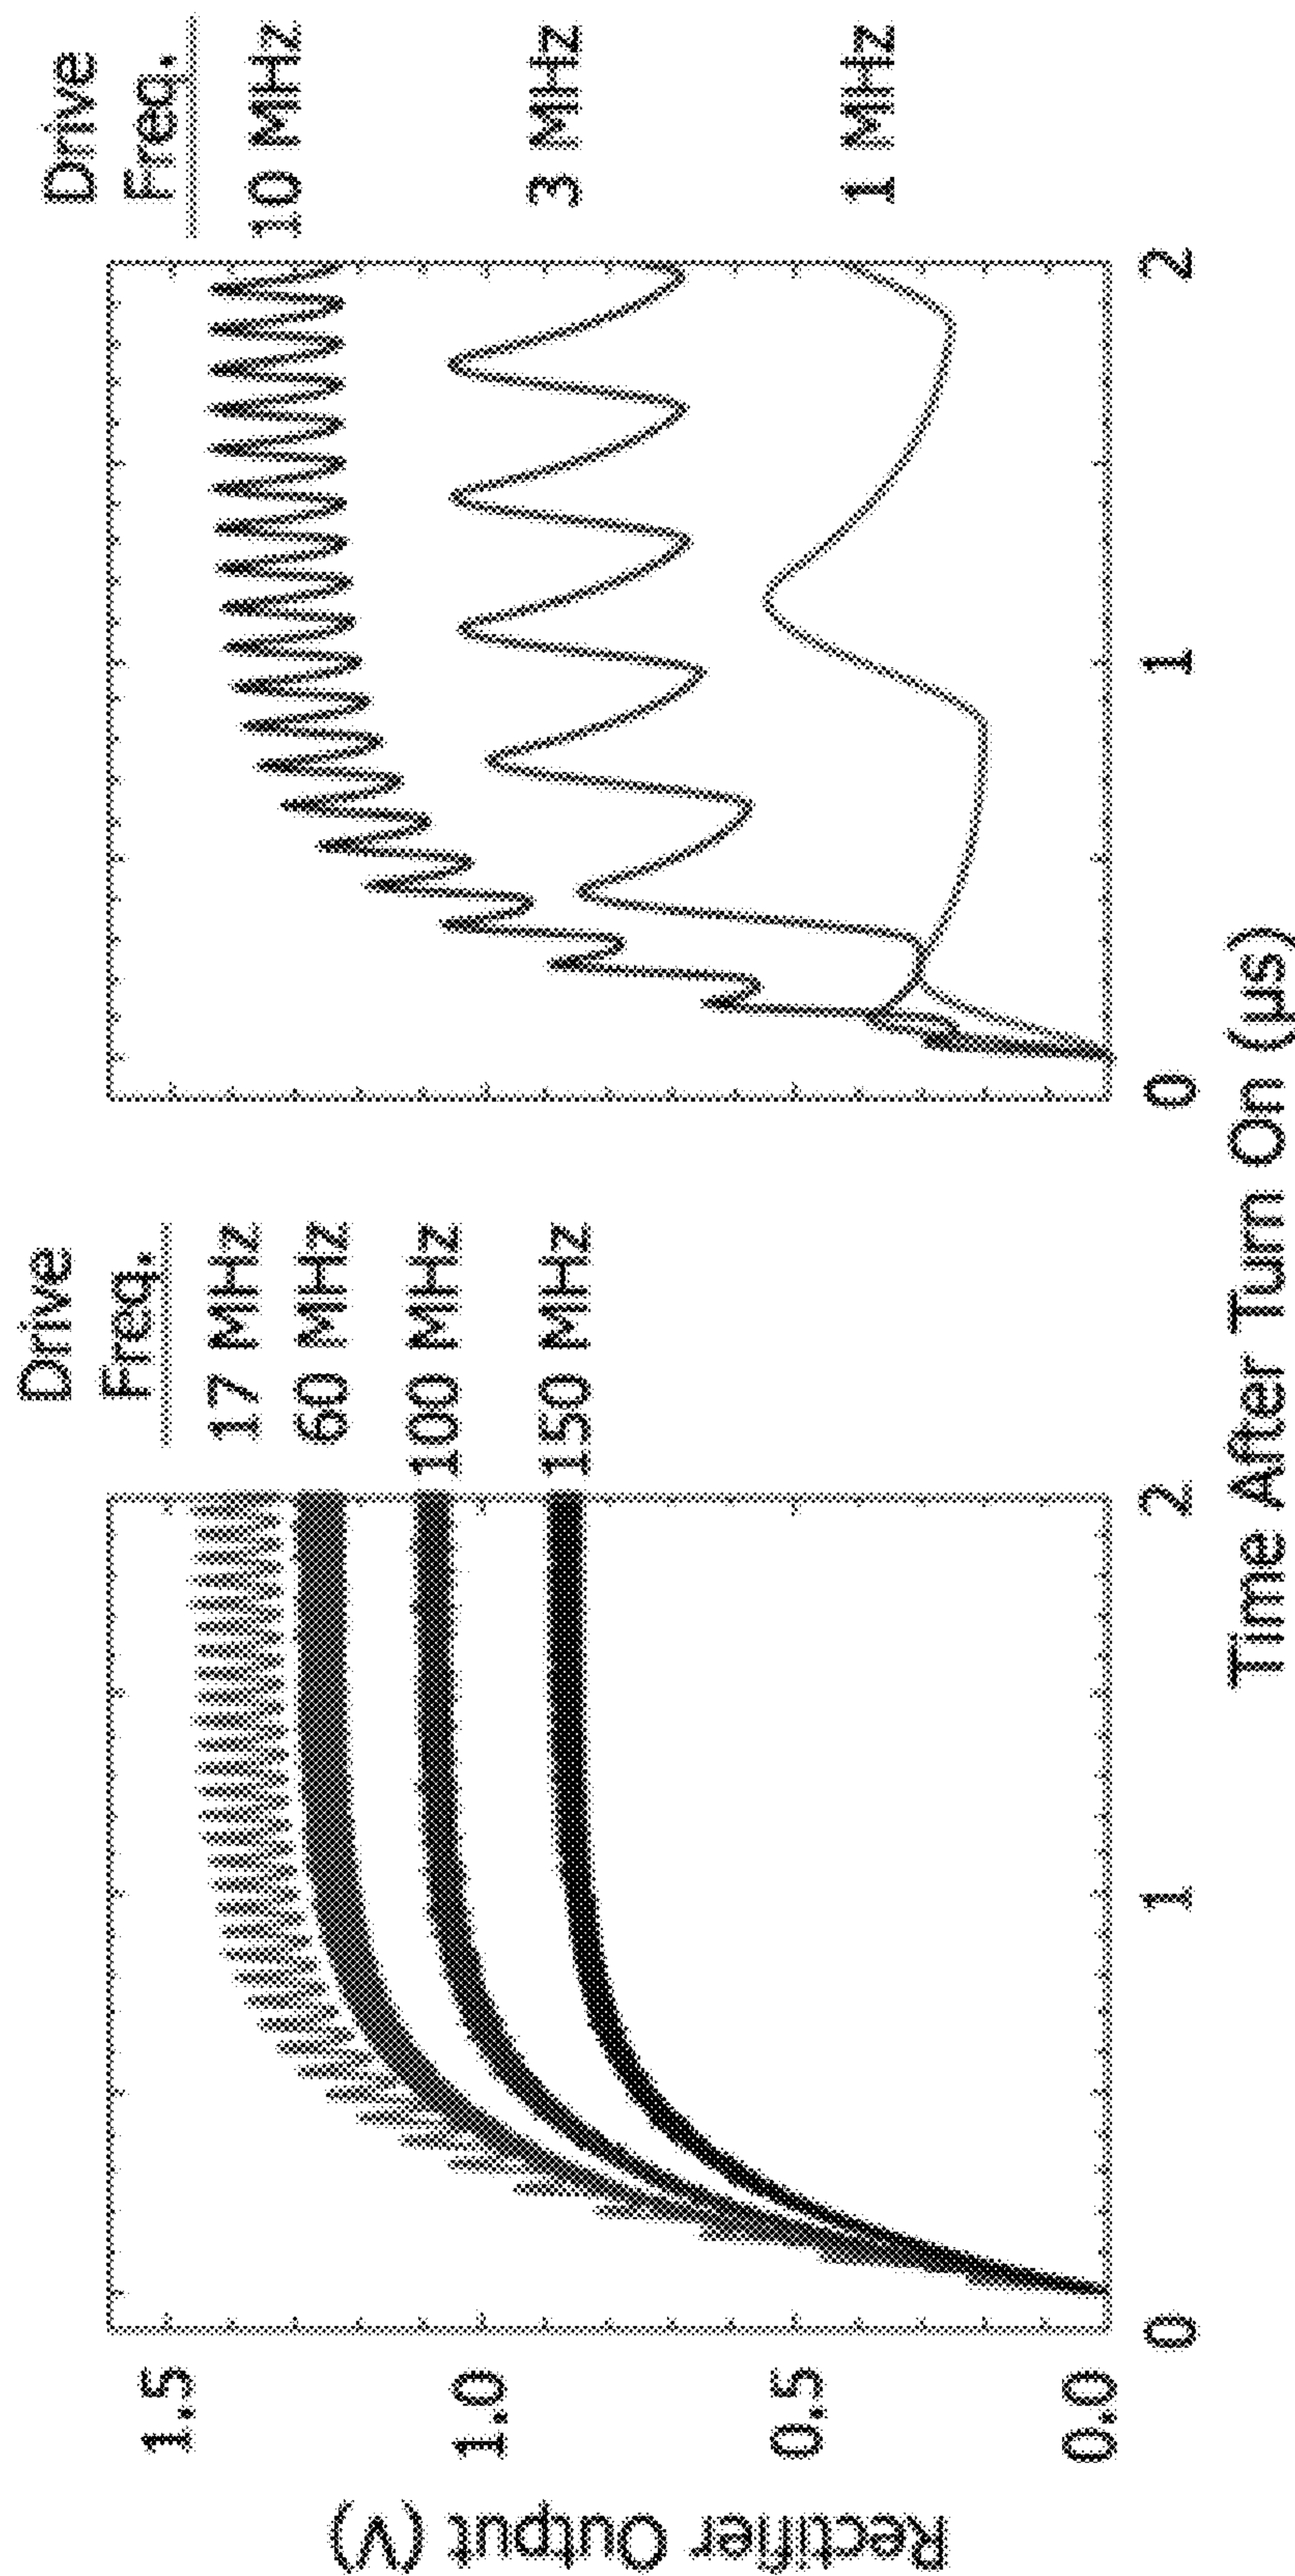 Rectifier Output (V)
1.5
1.0
0.5
0.0
0
1
2
Drive
Freq.
17 MHz
60 MHz
100 MHz
150 MHz
0
1
2
Drive
Freq.
10 MHz
3 MHz
1 MHz
Time After Turn On (µs)